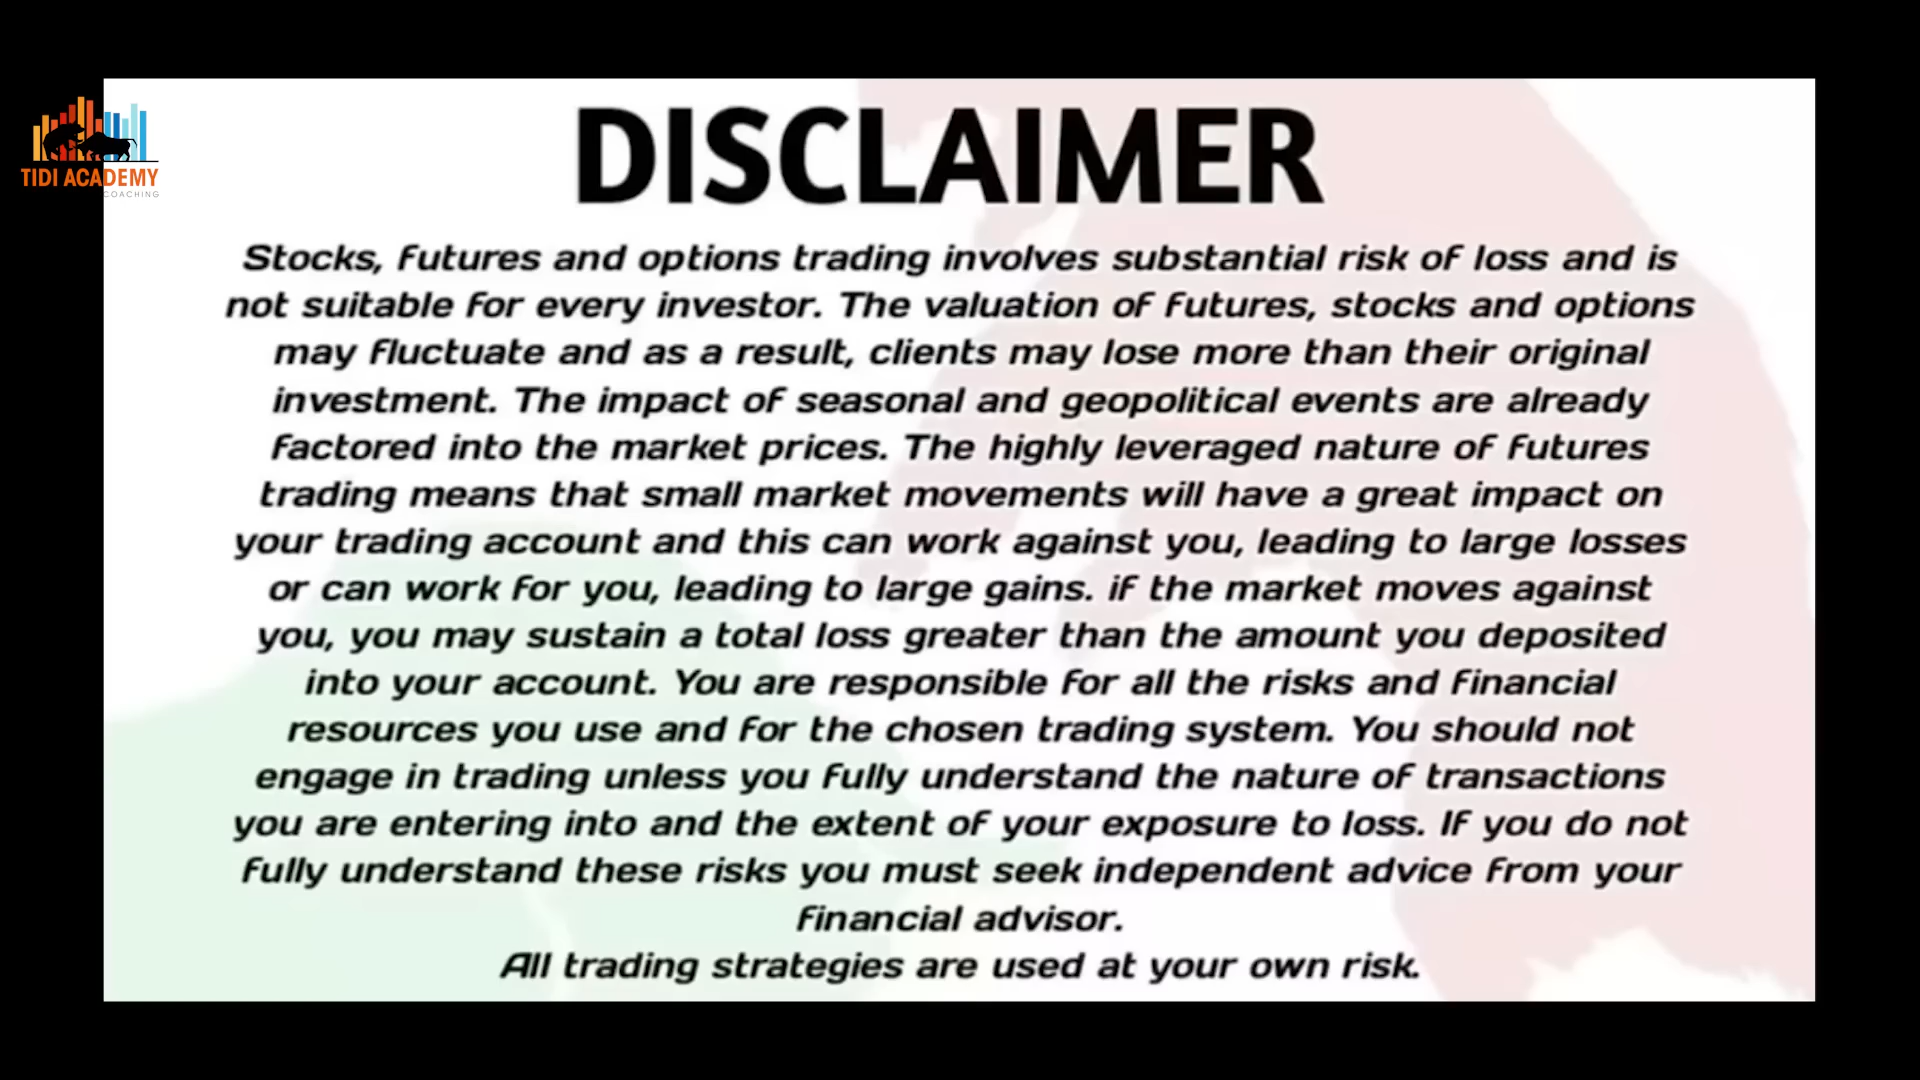 TIDI ACADEMY
COACHING
DISCLAIMER
Stocks, futures and options trading involves substantial risk of loss and is
not suitable for every investor. The valuation of futures, stocks and options
may fluctuate and as a result, clients may lose more than their original
investment. The impact of seasonal and geopolitical events are already
factored into the market prices. The highly leveraged nature of futures
trading means that small market movements will have a great impact on
your trading account and this can work against you, leading to large losses
or can work for you, leading to large gains. if the market moves against
you, you may sustain a total loss greater than the amount you deposited
into your account. You are responsible for all the risks and financial
resources you use and for the chosen trading system. You should not
engage in trading unless you fully understand the nature of transactions
you are entering into and the extent of your exposure to loss. If you do not
fully understand these risks you must seek independent advice from your
financial advisor.
All trading strategies are used at your own risk.